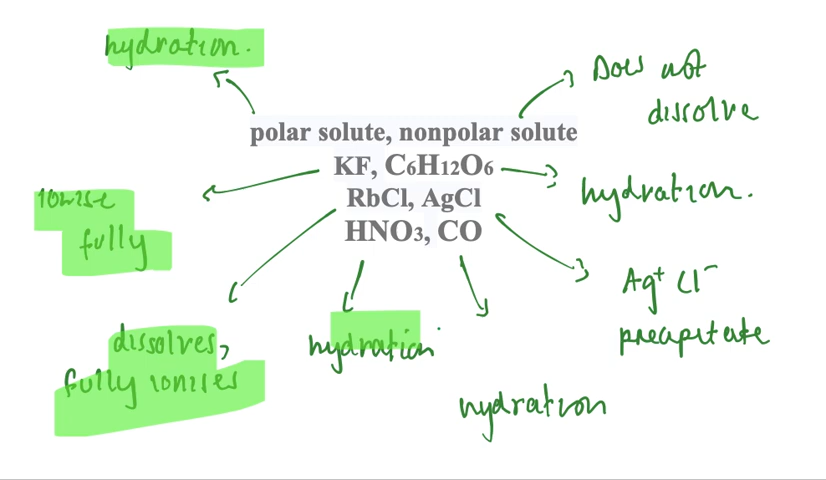 hydration.
Does not
dissolve
polar solute, nonpolar solute
KF, C6H12O6
RbCl, AgCl
HNO3, CO
ionise
fully
hydration.
Ag+ Cl-
precapitate
dissolves,
fully ionises
hydration
hydration